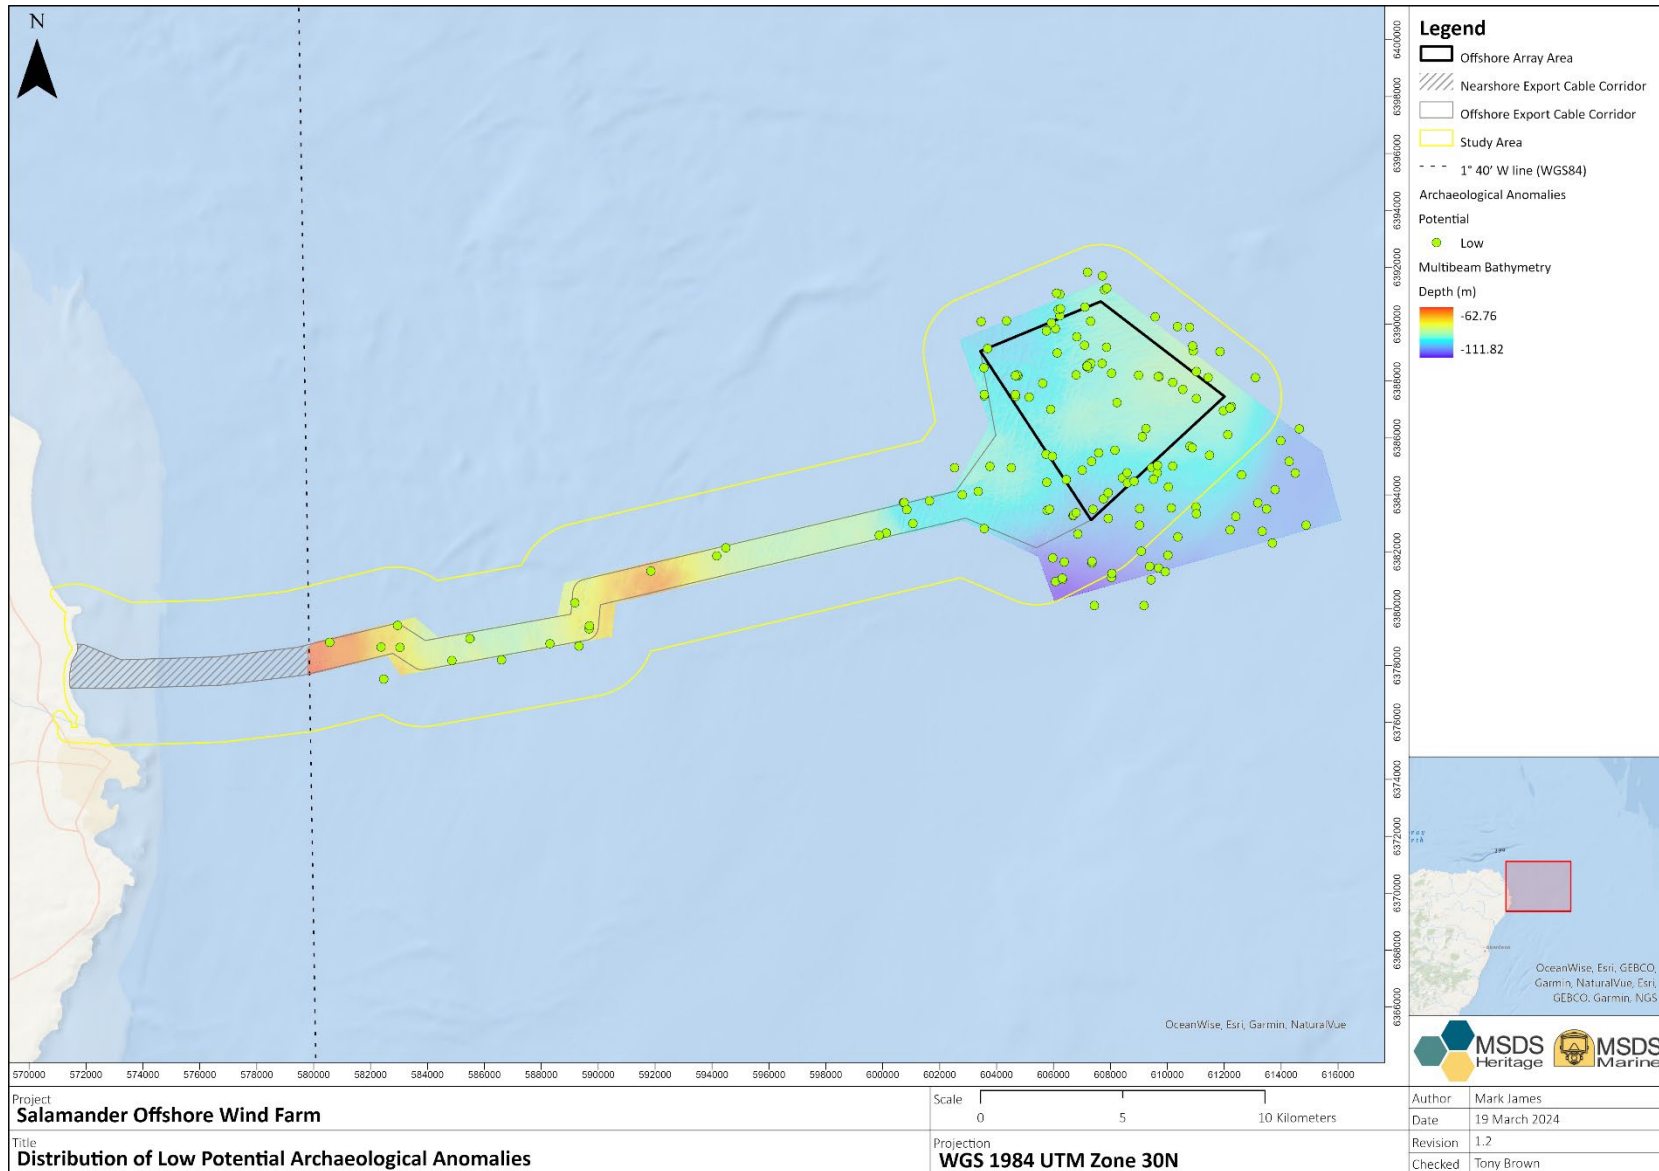 N
Legend
Offshore Array Area
Nearshore Export Cable Corridor
Offshore Export Cable Corridor
Study Area
1° 40' W line (WGS84)
Archaeological Anomalies
Potential
Low
Multibeam Bathymetry
Depth (m)
-62.76
-111.82
6400000
6398000
6396000
6394000
6392000
6390000
6388000
6386000
6384000
6382000
6380000
6378000
6376000
6374000
6372000
6370000
6368000
6366000
OceanWise, Esri, Garmin, NaturalVue
570000 572000 574000 576000 578000 580000 582000 584000 586000 588000 590000 592000 594000 596000 598000 600000 602000 604000 606000 608000 610000 612000 614000 616000
OceanWise, Esri, GEBCO,
Garmin, NaturalVue, Esri,
GEBCO, Garmin, NGS
MSDS Heritage
MSDS Marine
Project
Salamander Offshore Wind Farm
Title
Distribution of Low Potential Archaeological Anomalies
Scale
0 5 10 Kilometers
Projection
WGS 1984 UTM Zone 30N
Author Mark James
Date 19 March 2024
Revision 1.2
Checked Tony Brown